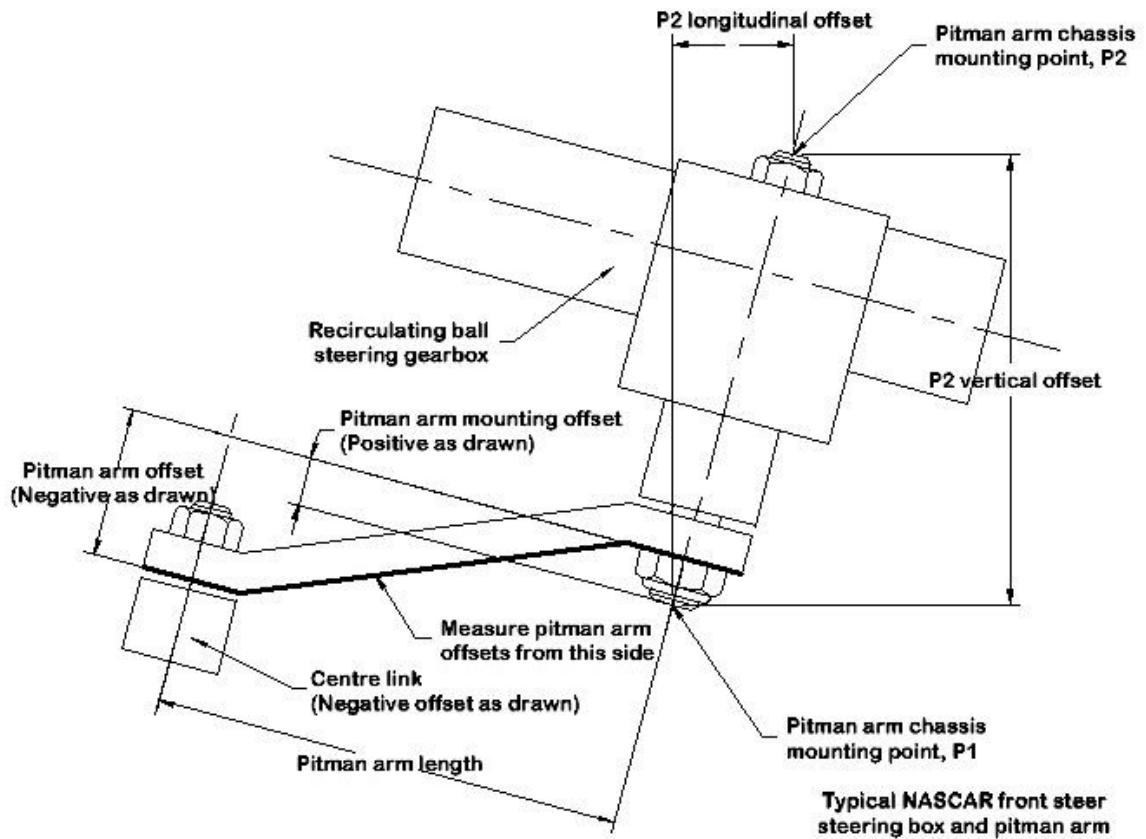 P2 longitudinal offset
Pitman arm chassis
mounting point, P2
Recirculating ball
steering gearbox
P2 vertical offset
Pitman arm mounting offset
(Positive as drawn)
Pitman arm offset
(Negative as drawn)
Measure pitman arm
offsets from this side
Centre link
(Negative offset as drawn)
Pitman arm length
Pitman arm chassis
mounting point, P1
Typical NASCAR front steer
steering box and pitman arm